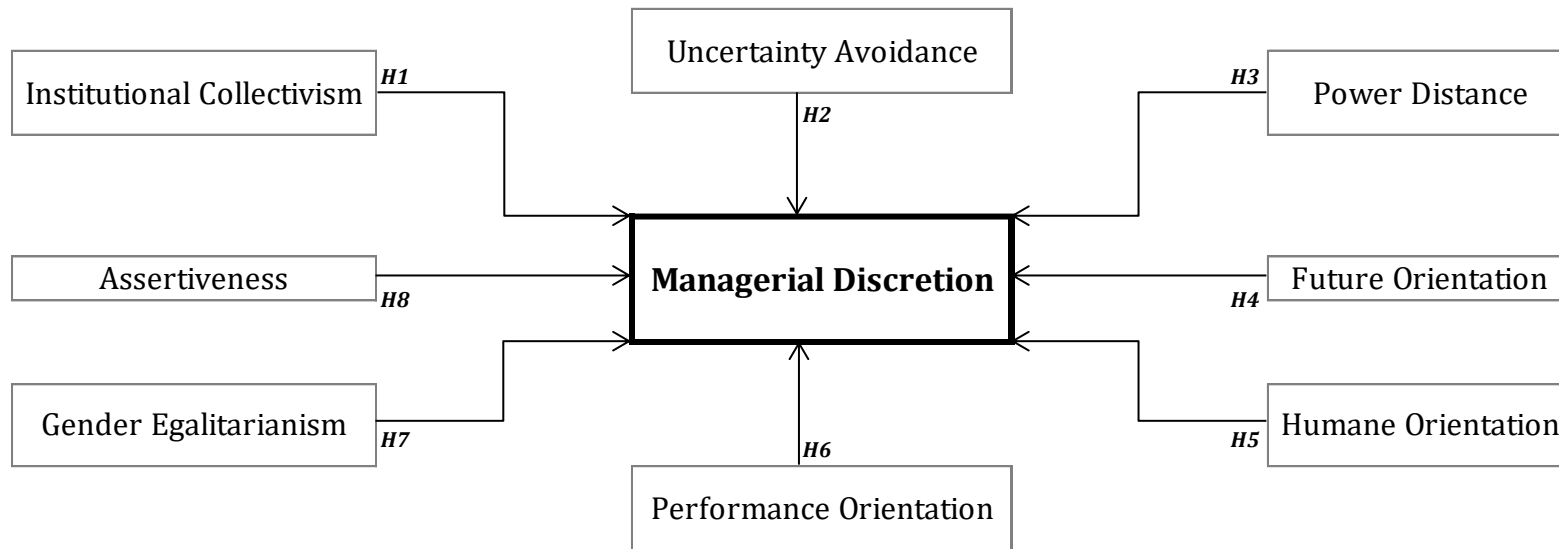 Uncertainty Avoidance
Institutional Collectivism
H1
H3
Power Distance
H2
Managerial Discretion
Assertiveness
H8
Future Orientation
H4
Gender Egalitarianism
H7
Humane Orientation
H5
H6
Performance Orientation